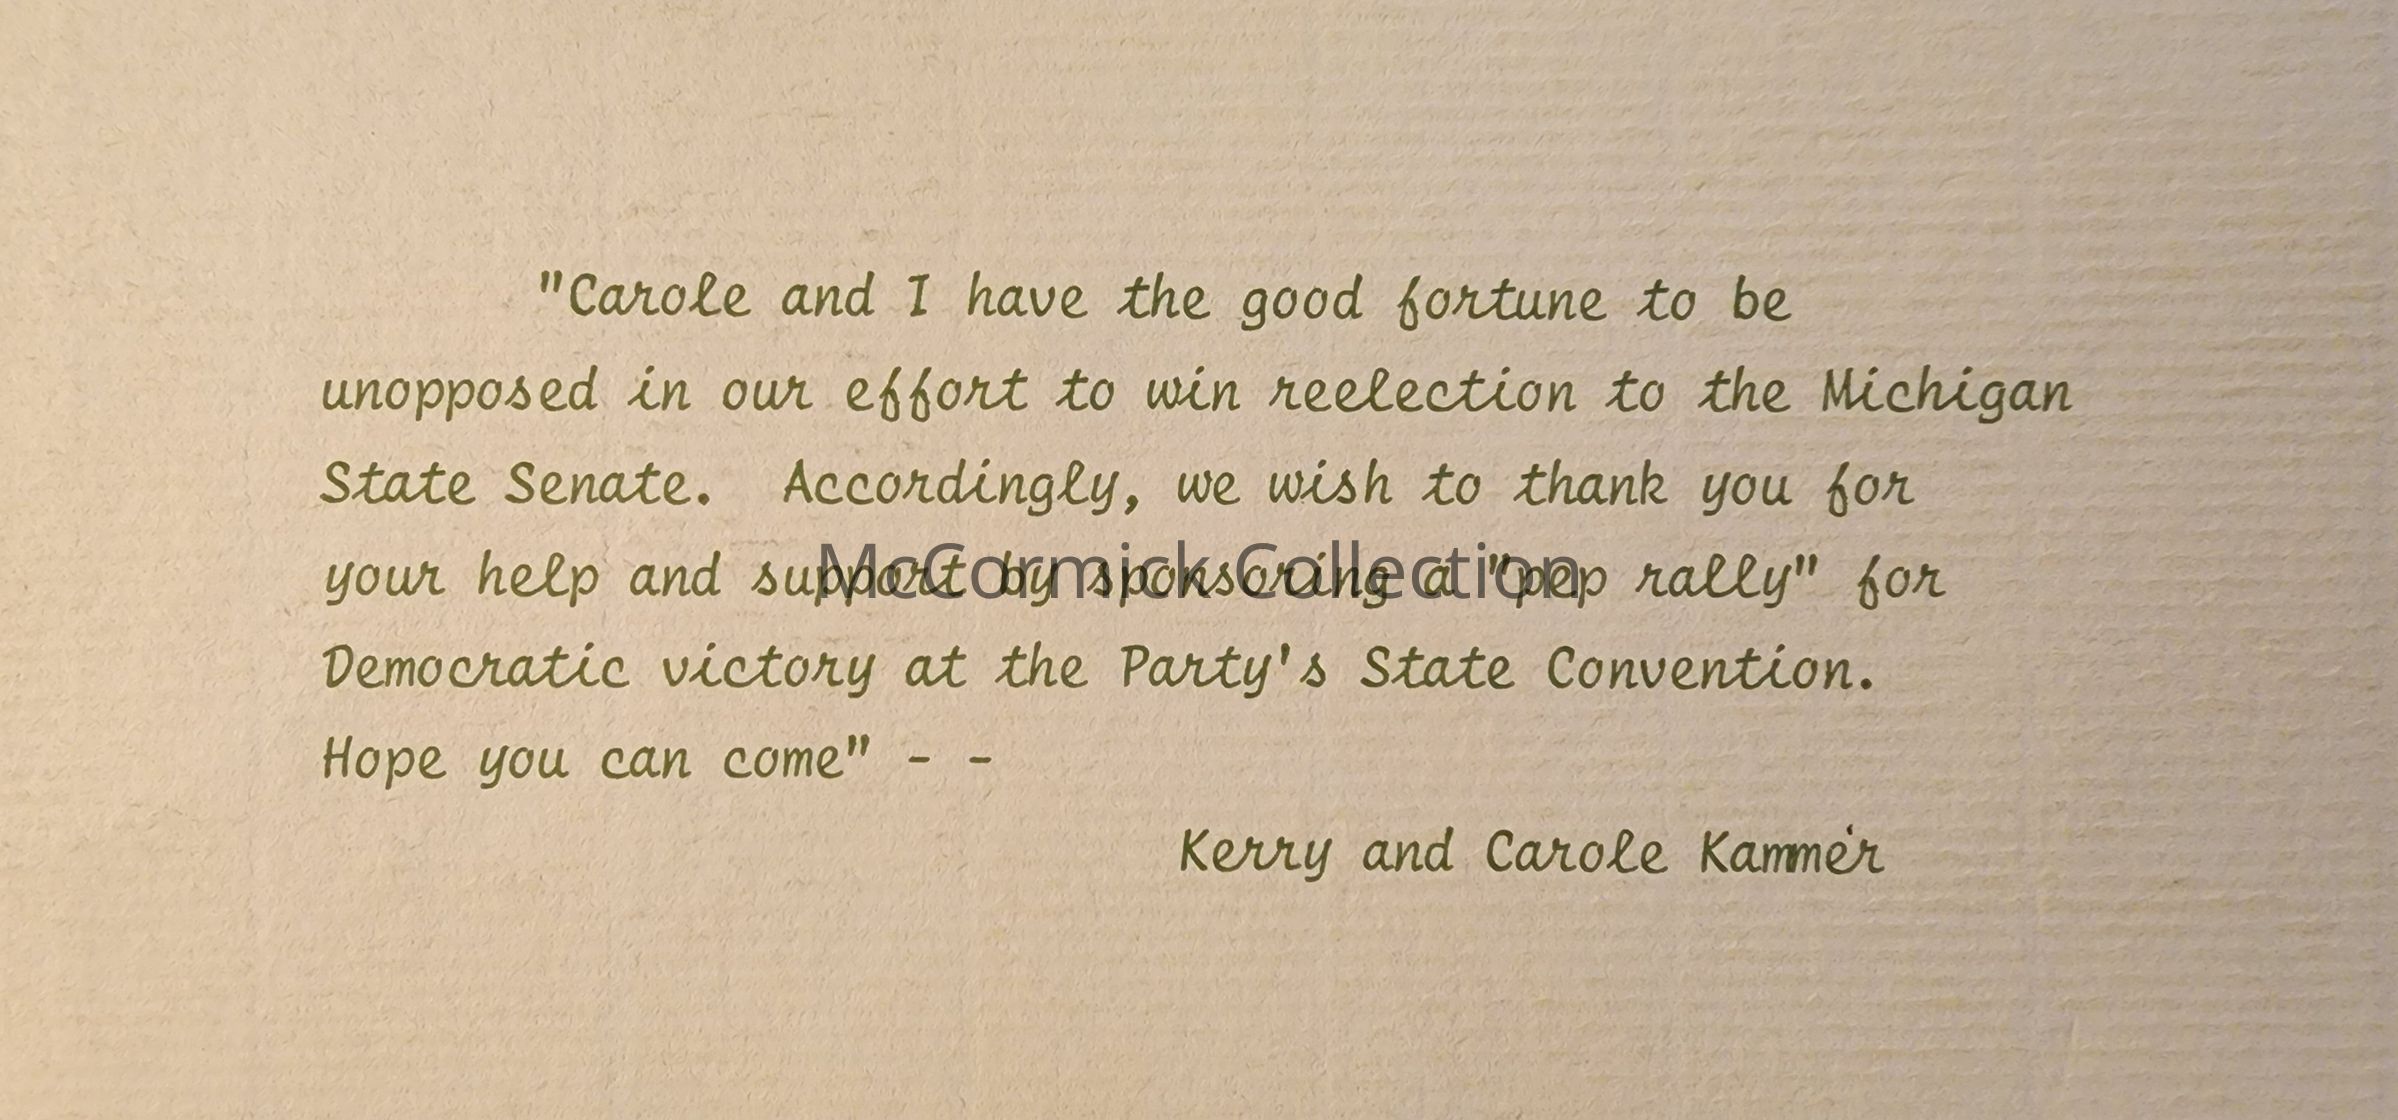 "Carole and I have the good fortune to be
unopposed in our effort to win reelection to the Michigan
State Senate.  Accordingly, we wish to thank you for
your help and support by sponsoring a "pep rally" for
Democratic victory at the Party's State Convention.
Hope you can come" - -
Kerry and Carole Kammer
McCormick Collection